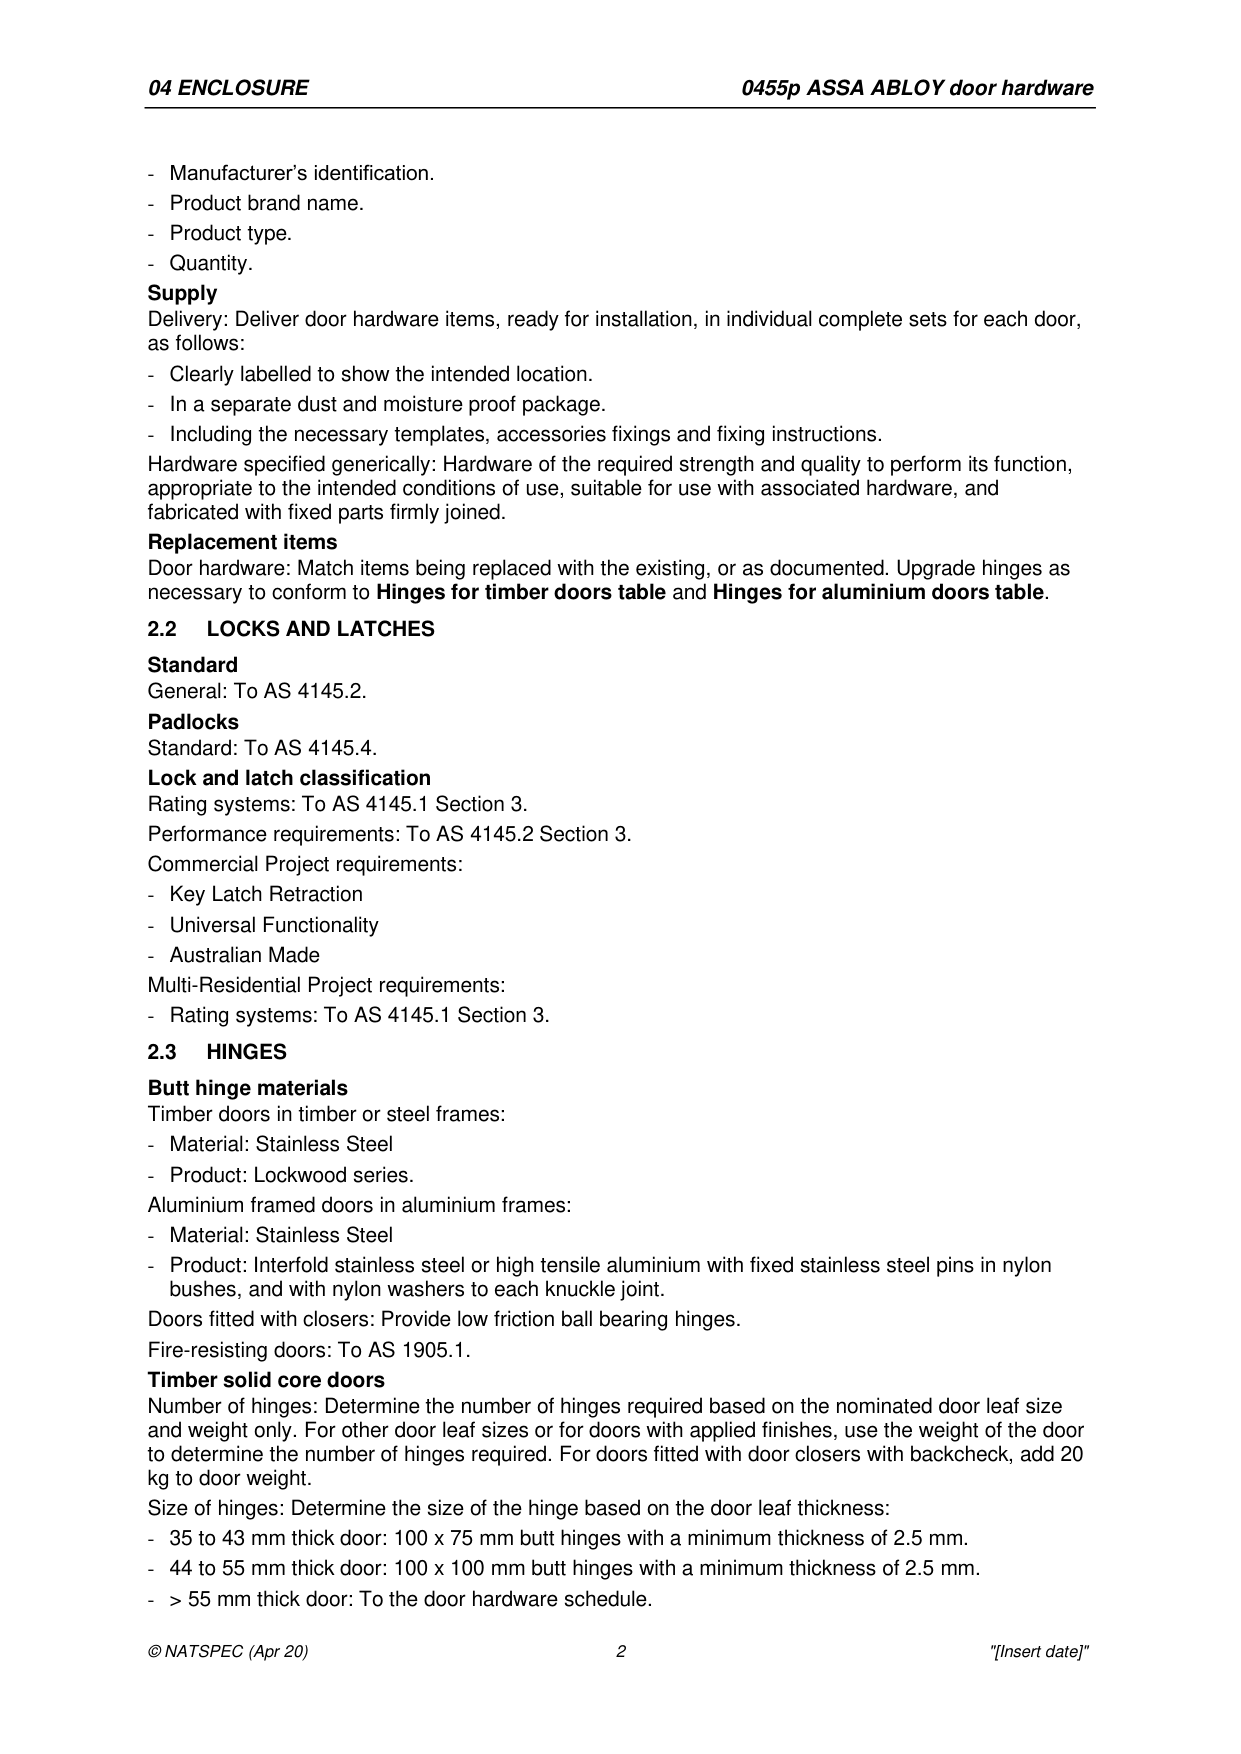 04 ENCLOSURE 0455p ASSA ABLOY door hardware
- Manufacturer’s identification.
- Product brand name.
- Product type.
- Quantity.
Supply
Delivery: Deliver door hardware items, ready for installation, in individual complete sets for each door,
as follows:
- Clearly labelled to show the intended location.
- In a separate dust and moisture proof package.
- Including the necessary templates, accessories fixings and fixing instructions.
Hardware specified generically: Hardware of the required strength and quality to perform its function,
appropriate to the intended conditions of use, suitable for use with associated hardware, and
fabricated with fixed parts firmly joined.
Replacement items
Door hardware: Match items being replaced with the existing, or as documented. Upgrade hinges as
necessary to conform to Hinges for timber doors table and Hinges for aluminium doors table.
2.2 LOCKS AND LATCHES
Standard
General: To AS 4145.2.
Padlocks
Standard: To AS 4145.4.
Lock and latch classification
Rating systems: To AS 4145.1 Section 3.
Performance requirements: To AS 4145.2 Section 3.
Commercial Project requirements:
- Key Latch Retraction
- Universal Functionality
- Australian Made
Multi-Residential Project requirements:
- Rating systems: To AS 4145.1 Section 3.
2.3 HINGES
Butt hinge materials
Timber doors in timber or steel frames:
- Material: Stainless Steel
- Product: Lockwood series.
Aluminium framed doors in aluminium frames:
- Material: Stainless Steel
- Product: Interfold stainless steel or high tensile aluminium with fixed stainless steel pins in nylon
bushes, and with nylon washers to each knuckle joint.
Doors fitted with closers: Provide low friction ball bearing hinges.
Fire-resisting doors: To AS 1905.1.
Timber solid core doors
Number of hinges: Determine the number of hinges required based on the nominated door leaf size
and weight only. For other door leaf sizes or for doors with applied finishes, use the weight of the door
to determine the number of hinges required. For doors fitted with door closers with backcheck, add 20
kg to door weight.
Size of hinges: Determine the size of the hinge based on the door leaf thickness:
- 35 to 43 mm thick door: 100 x 75 mm butt hinges with a minimum thickness of 2.5 mm.
- 44 to 55 mm thick door: 100 x 100 mm butt hinges with a minimum thickness of 2.5 mm.
- > 55 mm thick door: To the door hardware schedule.
© NATSPEC (Apr 20) 2 "[Insert date]"